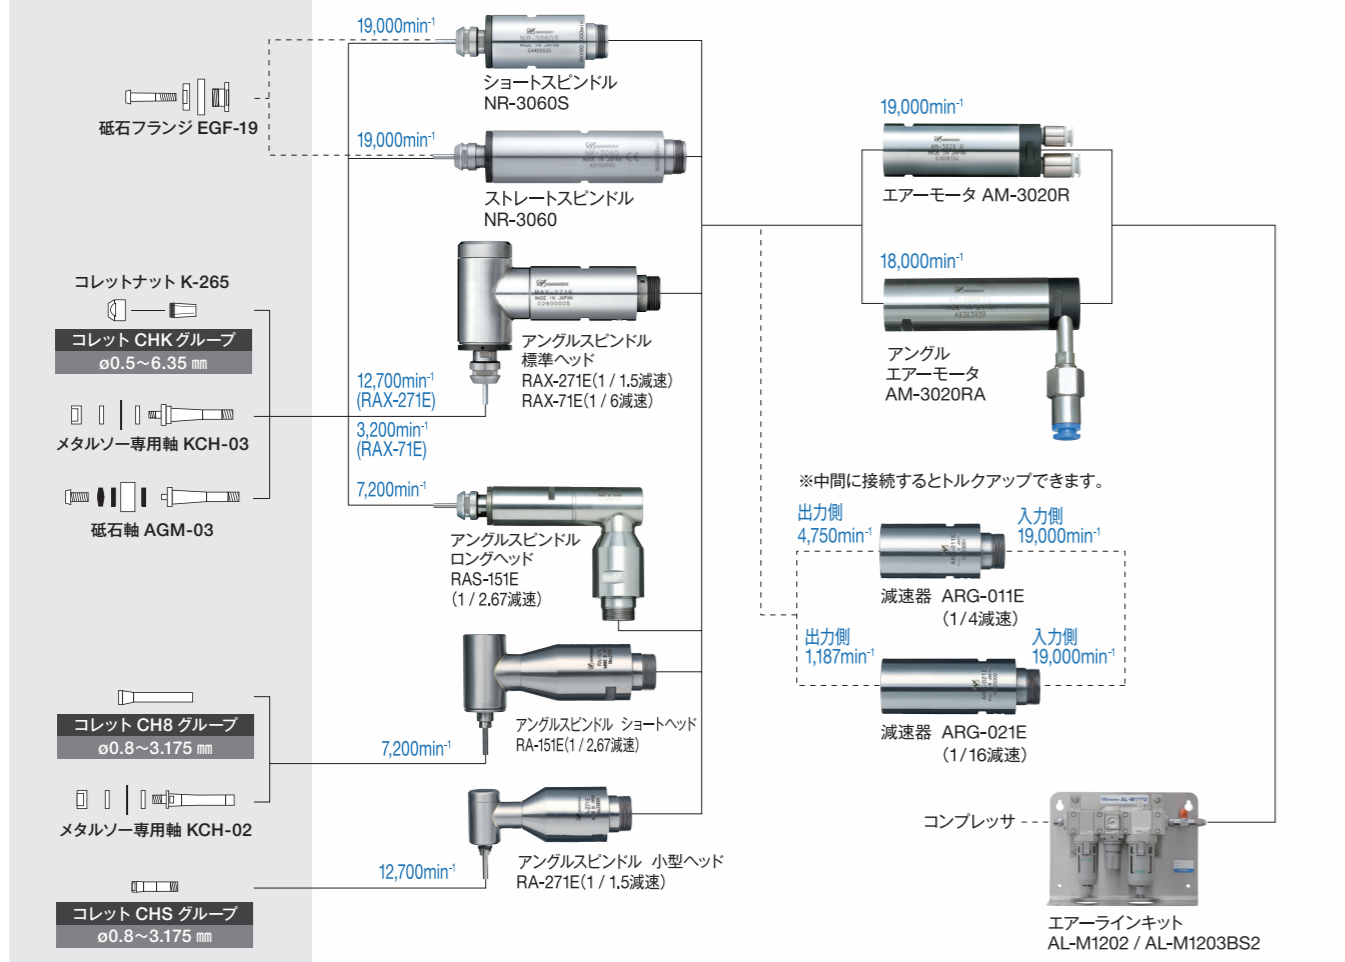 19,000min-1
ショートスピンドル
NR-3060S
砥石フランジ EGF-19
19,000min-1
ストレートスピンドル
NR-3060
コレットナット K-265
コレット CHK グループ
ø0.5～6.35 ㎜
RAX-271E
MADE IN JAPAN
02800005
アングルスピンドル
標準ヘッド
RAX-271E(1 / 1.5減速)
RAX-71E(1 / 6減速)
12,700min-1
(RAX-271E)
3,200min-1
(RAX-71E)
メタルソー専用軸 KCH-03
7,200min-1
砥石軸 AGM-03
アングルスピンドル
ロングヘッド
RAS-151E
(1 / 2.67減速)
コレット CH8 グループ
ø0.8～3.175 ㎜
アングルスピンドル ショートヘッド
RA-151E(1 / 2.67減速)
7,200min-1
メタルソー専用軸 KCH-02
アングルスピンドル 小型ヘッド
RA-271E(1 / 1.5減速)
12,700min-1
コレット CHS グループ
ø0.8～3.175 ㎜
19,000min-1
AM-3020 R
MADE IN JAPAN
エアーモータ AM-3020R
18,000min-1
アングル
エアーモータ
AM-3020RA
※中間に接続するとトルクアップできます。
出力側
4,750min-1
入力側
19,000min-1
減速器 ARG-011E
(1/4減速)
出力側
1,187min-1
入力側
19,000min-1
減速器 ARG-021E
(1/16減速)
コンプレッサ
AL-M1202
エアーラインキット
AL-M1202 / AL-M1203BS2